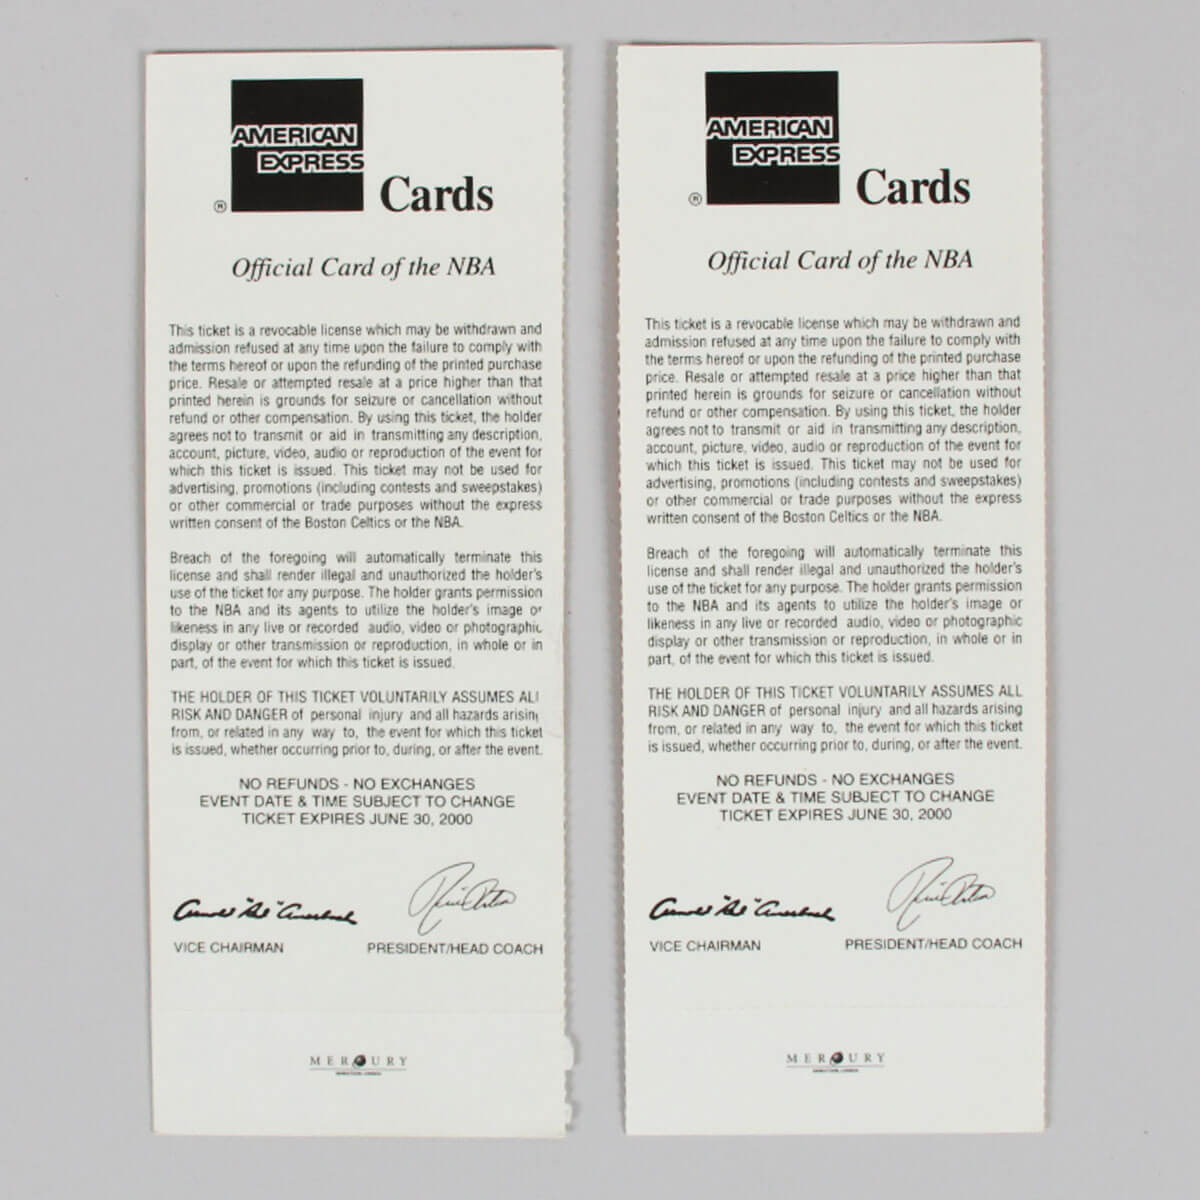 AMERICAN
EXPRESS
® Cards
Official Card of the NBA
This ticket is a revocable license which may be withdrawn and
admission refused at any time upon the failure to comply with
the terms hereof or upon the refunding of the printed purchase
price. Resale or attempted resale at a price higher than that
printed herein is grounds for seizure or cancellation without
refund or other compensation. By using this ticket, the holder
agrees not to transmit or aid in transmitting any description,
account, picture, video, audio or reproduction of the event for
which this ticket is issued. This ticket may not be used for
advertising, promotions (including contests and sweepstakes)
or other commercial or trade purposes without the express
written consent of the Boston Celtics or the NBA.
Breach of the foregoing will automatically terminate this
license and shall render illegal and unauthorized the holder's
use of the ticket for any purpose. The holder grants permission
to the NBA and its agents to utilize the holder's image or
likeness in any live or recorded audio, video or photographic
display or other transmission or reproduction, in whole or in
part, of the event for which this ticket is issued.
THE HOLDER OF THIS TICKET VOLUNTARILY ASSUMES ALL
RISK AND DANGER of personal injury and all hazards arising
from, or related in any way to, the event for which this ticket
is issued, whether occurring prior to, during, or after the event.
NO REFUNDS - NO EXCHANGES
EVENT DATE & TIME SUBJECT TO CHANGE
TICKET EXPIRES JUNE 30, 2000
Arnold "Red" Auerbach
VICE CHAIRMAN PRESIDENT/HEAD COACH
MERCURY
AMERICAN
EXPRESS
® Cards
Official Card of the NBA
This ticket is a revocable license which may be withdrawn and
admission refused at any time upon the failure to comply with
the terms hereof or upon the refunding of the printed purchase
price. Resale or attempted resale at a price higher than that
printed herein is grounds for seizure or cancellation without
refund or other compensation. By using this ticket, the holder
agrees not to transmit or aid in transmitting any description,
account, picture, video, audio or reproduction of the event for
which this ticket is issued. This ticket may not be used for
advertising, promotions (including contests and sweepstakes)
or other commercial or trade purposes without the express
written consent of the Boston Celtics or the NBA.
Breach of the foregoing will automatically terminate this
license and shall render illegal and unauthorized the holder's
use of the ticket for any purpose. The holder grants permission
to the NBA and its agents to utilize the holder's image or
likeness in any live or recorded audio, video or photographic
display or other transmission or reproduction, in whole or in
part, of the event for which this ticket is issued.
THE HOLDER OF THIS TICKET VOLUNTARILY ASSUMES ALL
RISK AND DANGER of personal injury and all hazards arising
from, or related in any way to, the event for which this ticket
is issued, whether occurring prior to, during, or after the event.
NO REFUNDS - NO EXCHANGES
EVENT DATE & TIME SUBJECT TO CHANGE
TICKET EXPIRES JUNE 30, 2000
Arnold "Red" Auerbach
VICE CHAIRMAN PRESIDENT/HEAD COACH
MERCURY